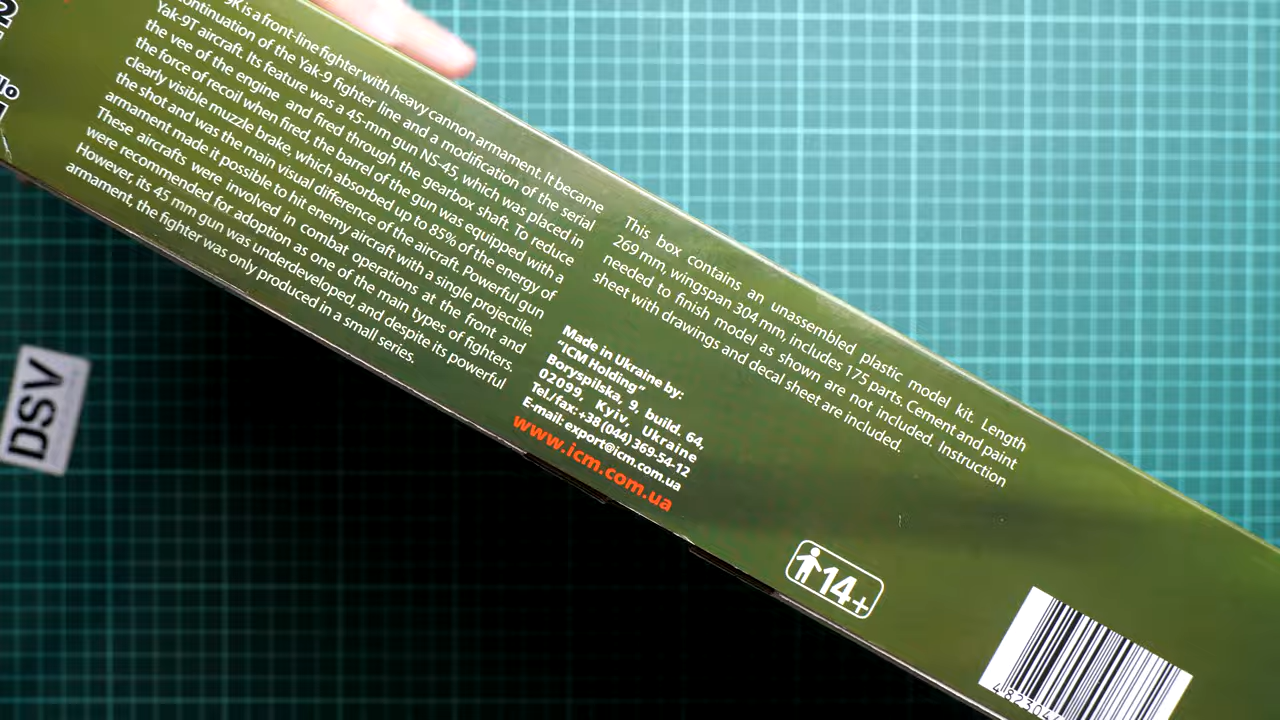 9K is a front-line fighter with heavy cannon armament. It became
continuation of the Yak-9 fighter line and a modification of the serial
Yak-9T aircraft. Its feature was a 45-mm gun NS-45, which was placed in
the vee of the engine and fired through the gearbox shaft. To reduce
the force of recoil when fired, the barrel of the gun was equipped with a
clearly visible muzzle brake, which absorbed up to 85% of the energy of
the shot and was the main visual difference of the aircraft. Powerful gun
armament made it possible to hit enemy aircraft with a single projectile.
These aircrafts were involved in combat operations at the front and
were recommended for adoption as one of the main types of fighters.
However, its 45 mm gun was underdeveloped, and despite its powerful
armament, the fighter was only produced in a small series.
This box contains an unassembled plastic model kit. Length
269 mm, wingspan 304 mm, includes 175 parts. Cement and paint
needed to finish model as shown are not included. Instruction
sheet with drawings and decal sheet are included.
Made in Ukraine by:
"ICM Holding"
Boryspilska, 9, build. 64,
02099, Kyiv, Ukraine
Tel./fax: +38 (044) 369-54-12
E-mail: export@icm.com.ua
www.icm.com.ua
14+
DSV